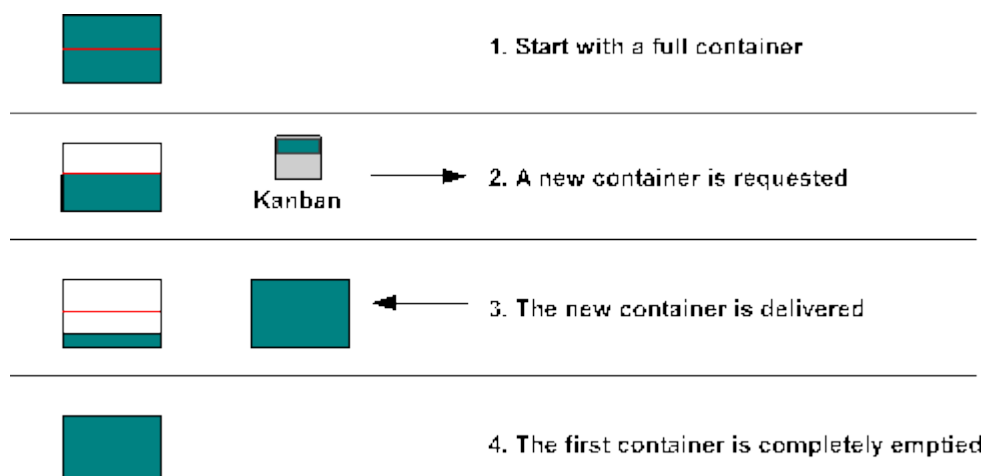 1. Start with a full container
2. A new container is requested
Kanban
3. The new container is delivered
4. The first container is completely emptied